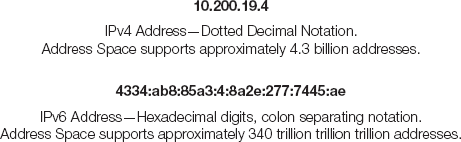 10.200.19.4
IPv4 Address—Dotted Decimal Notation.
Address Space supports approximately 4.3 billion addresses.
4334:ab8:85a3:4:8a2e:277:7445:ae
IPv6 Address—Hexadecimal digits, colon separating notation.
Address Space supports approximately 340 trillion trillion trillion addresses.